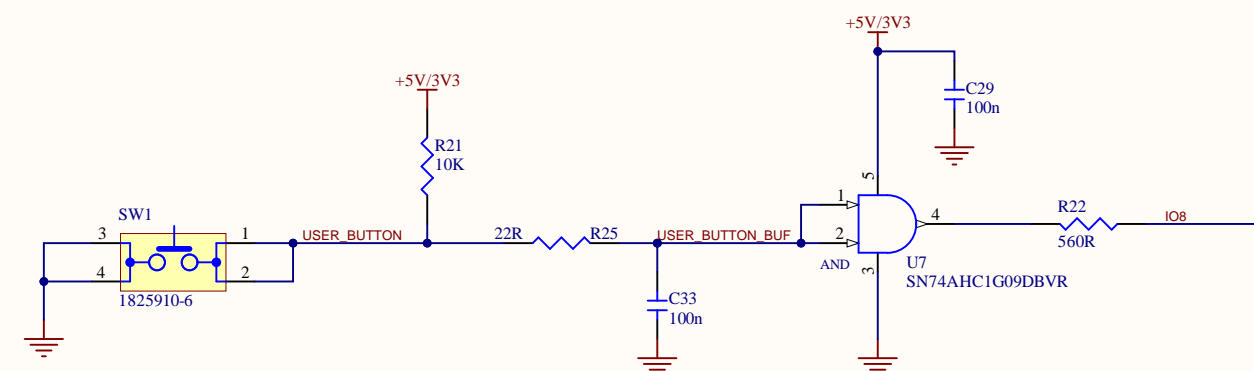 +5V/3V3
C29
100n
+5V/3V3
R21
10K
5
1
SW1
R22
4
3
1
USER_BUTTON
22R
R25
USER_BUTTON_BUF
2
IO8
560R
4
2
AND
3
U7
SN74AHC1G09DBVR
1825910-6
C33
100n